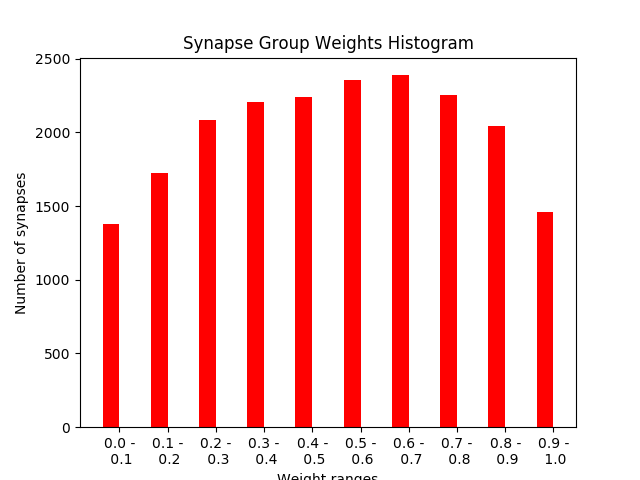 Synapse Group Weights Histogram
Number of synapses
2500
2000
1500
1000
500
0
0.0 - 0.1 - 0.2 - 0.3 - 0.4 - 0.5 - 0.6 - 0.7 - 0.8 - 0.9 -
0.1 0.2 0.3 0.4 0.5 0.6 0.7 0.8 0.9 1.0
Weight ranges